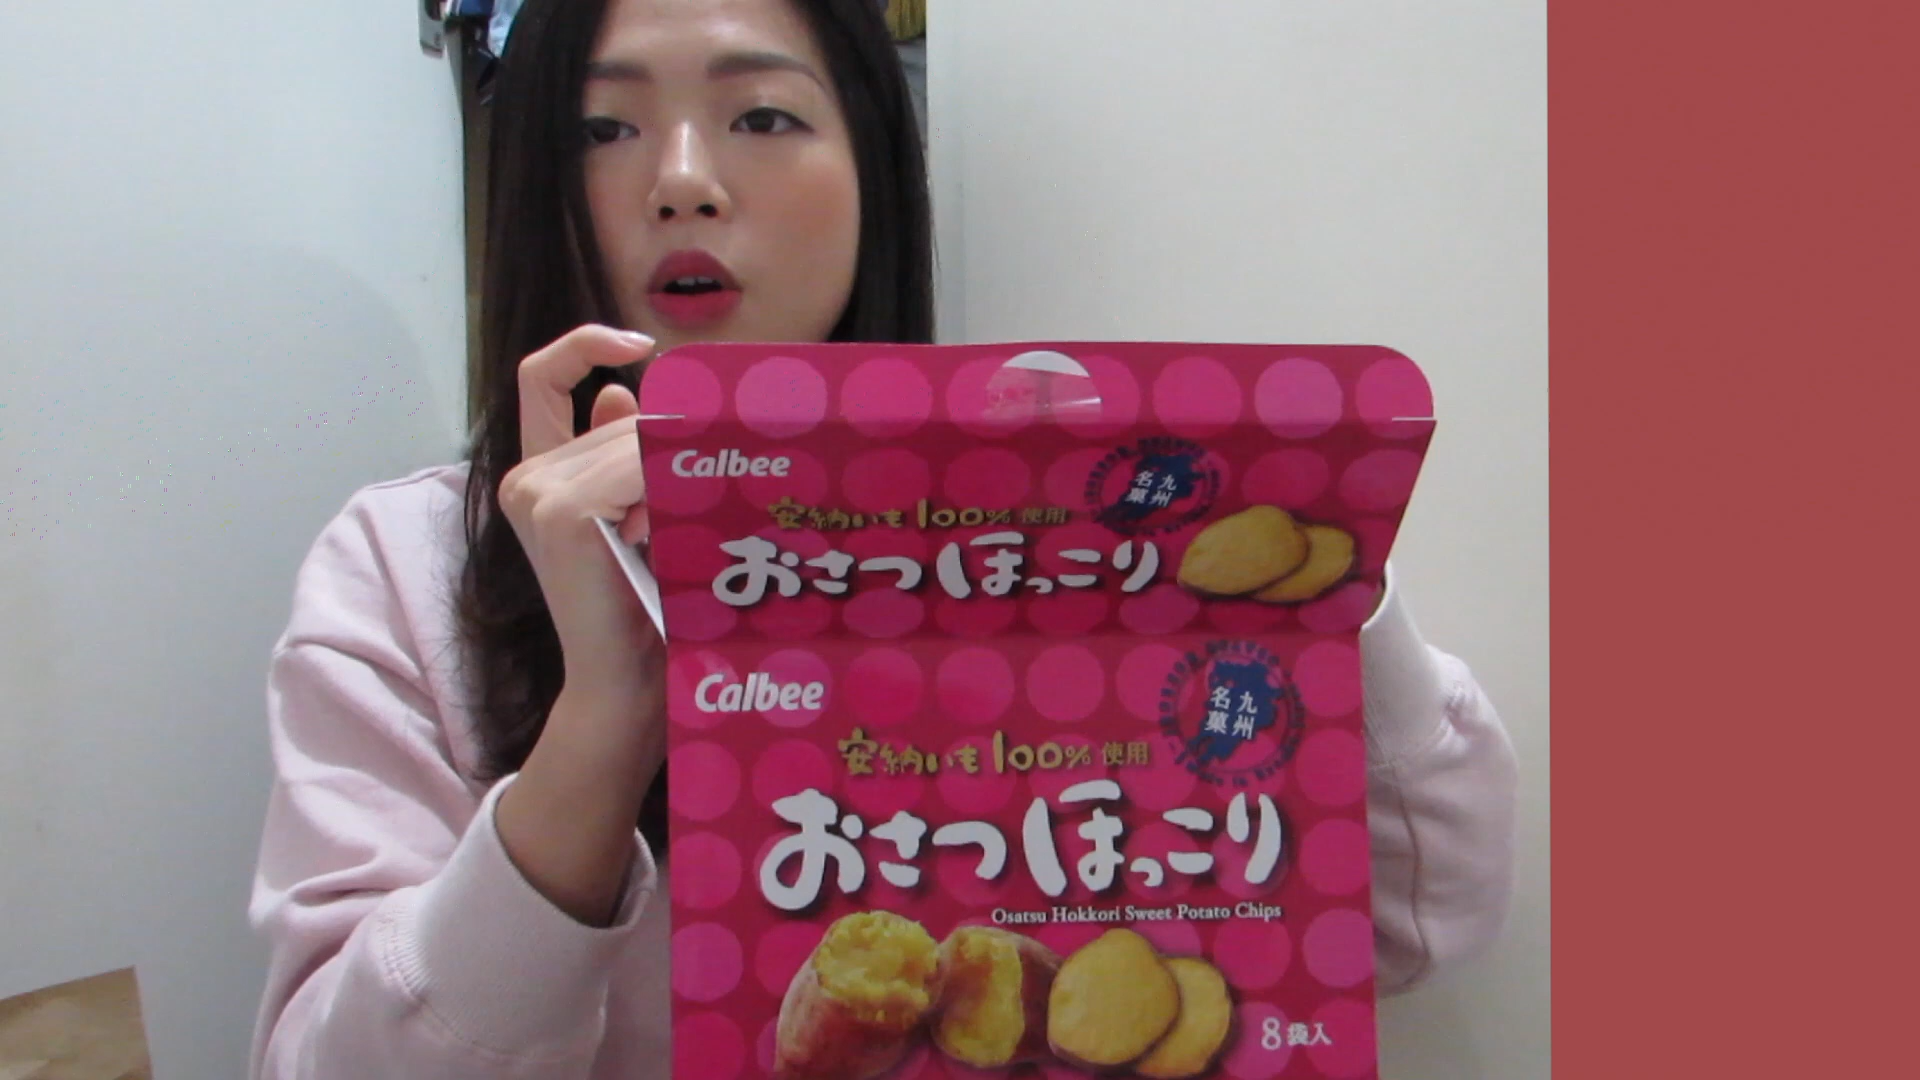 Calbee
名九
菓州
安納いも100%使用
おさつほっこり
Calbee
名九
菓州
安納いも100%使用
おさつほっこり
Osatsu Hokkori Sweet Potato Chips
8袋入